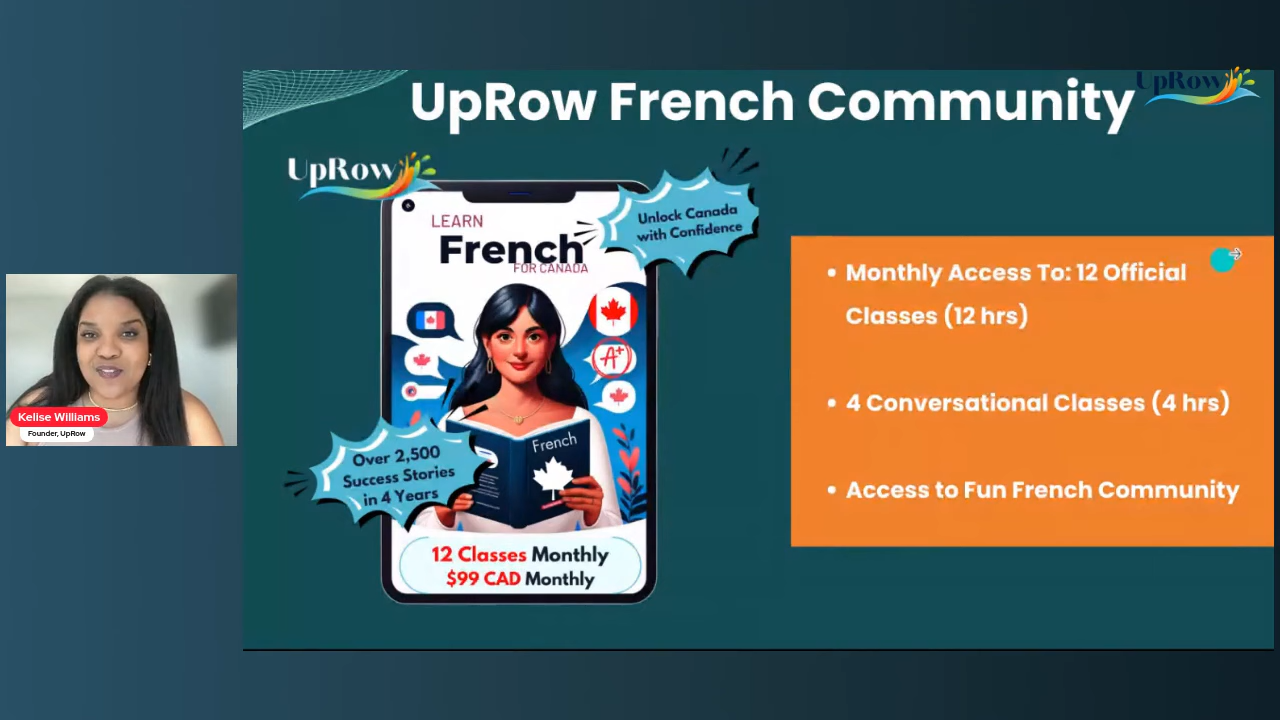 UpRow French Community
UpRow
UpRow
LEARN
French
FOR CANADA
Unlock Canada
with Confidence
A+
French
Over 2,500
Success Stories
in 4 Years
12 Classes Monthly
$99 CAD Monthly
• Monthly Access To: 12 Official
Classes (12 hrs)
• 4 Conversational Classes (4 hrs)
• Access to Fun French Community
Kelise Williams
Founder, UpRow